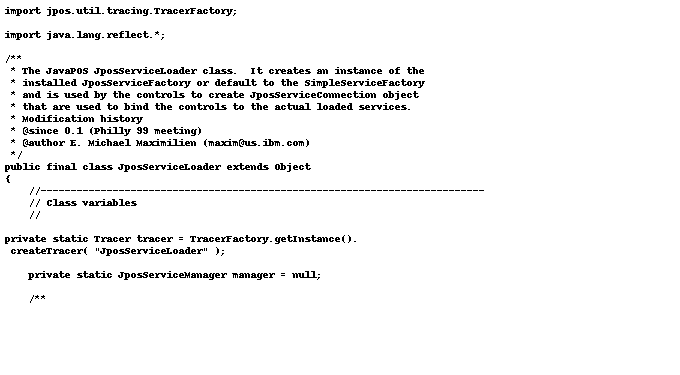 import jpos.util.tracing.TracerFactory;
import java.lang.reflect.*;
/**
 * The JavaPOS JposServiceLoader class.  It creates an instance of the
 * installed JposServiceFactory or default to the SimpleServiceFactory
 * and is used by the controls to create JposServiceConnection object
 * that are used to bind the controls to the actual loaded services.
 * Modification history
 * @since 0.1 (Philly 99 meeting)
 * @author E. Michael Maximilien (maxim@us.ibm.com)
 */
public final class JposServiceLoader extends Object
{
    //--------------------------------------------------------------------------
    // Class variables
    //
private static Tracer tracer = TracerFactory.getInstance().
 createTracer( "JposServiceLoader" );
    private static JposServiceManager manager = null;
    /**